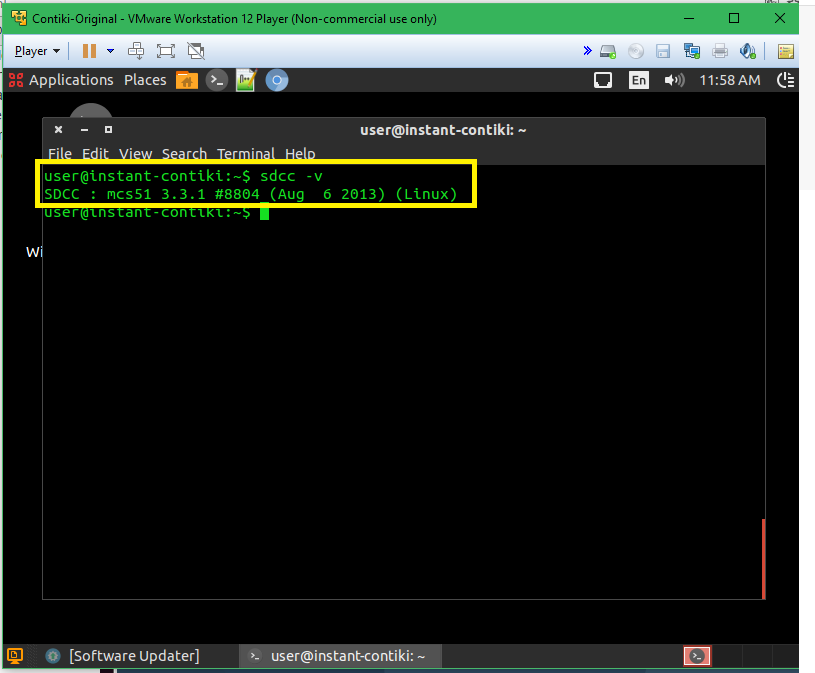 Contiki-Original - VMware Workstation 12 Player (Non-commercial use only)
Player
Applications Places En 11:58 AM
user@instant-contiki: ~
File Edit View Search Terminal Help
user@instant-contiki:~$ sdcc -v
SDCC : mcs51 3.3.1 #8804 (Aug  6 2013) (Linux)
user@instant-contiki:~$
Wi
[Software Updater] user@instant-contiki: ~